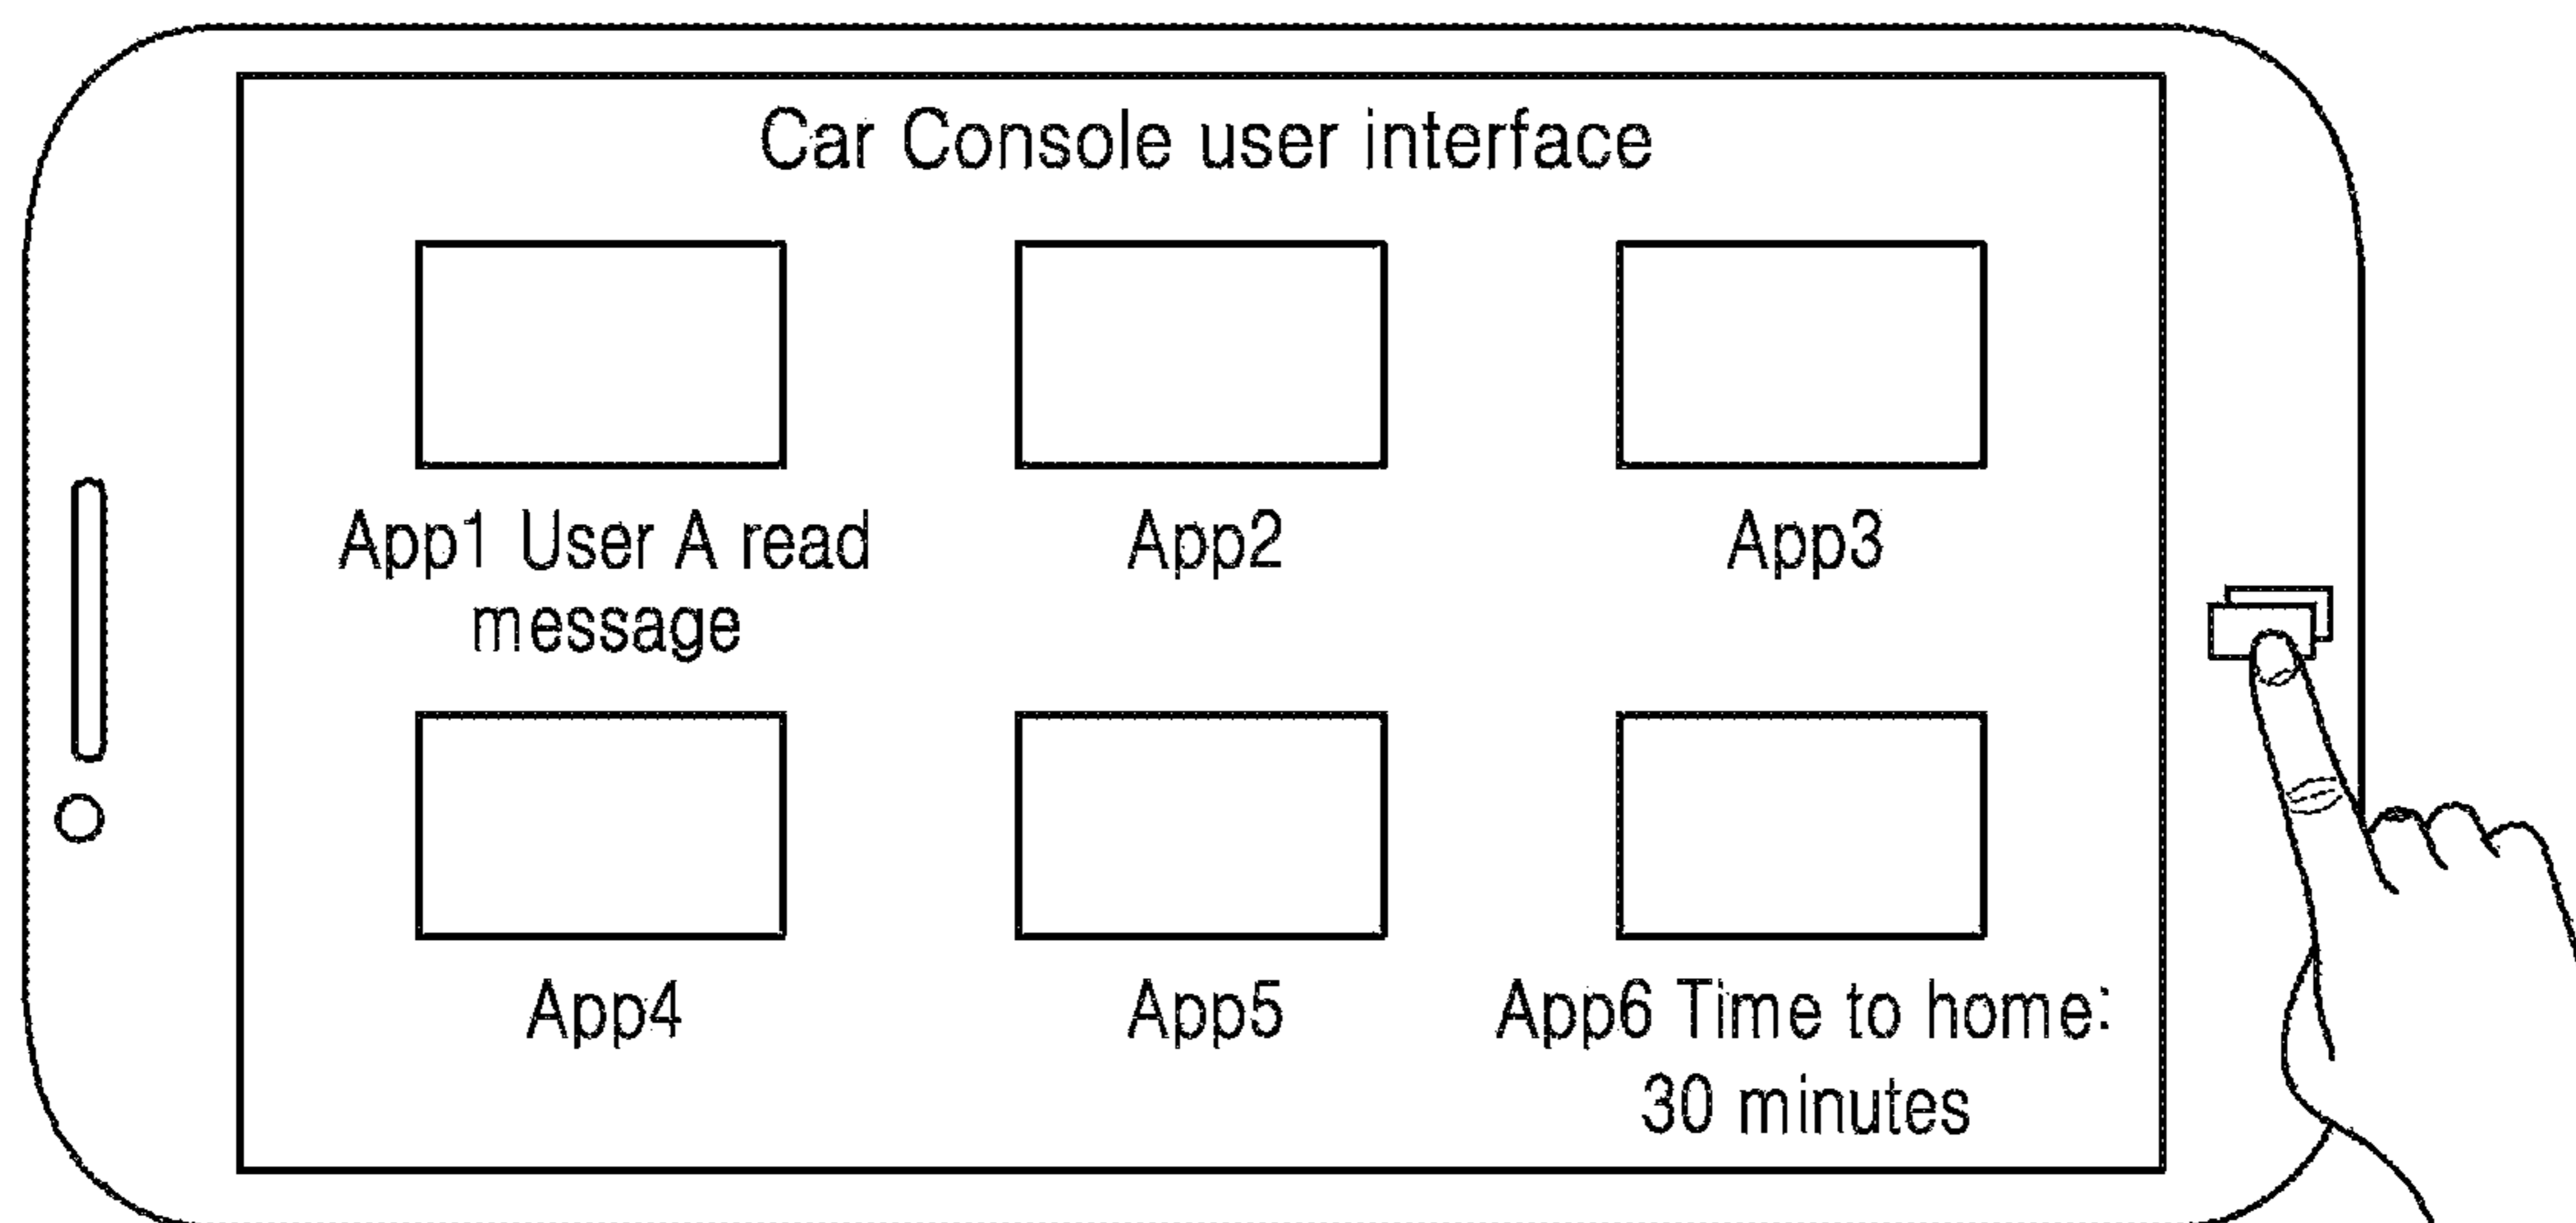 Car Console user interface
App1 User A read
message
App2
App3
App4
App5
App6 Time to home:
30 minutes